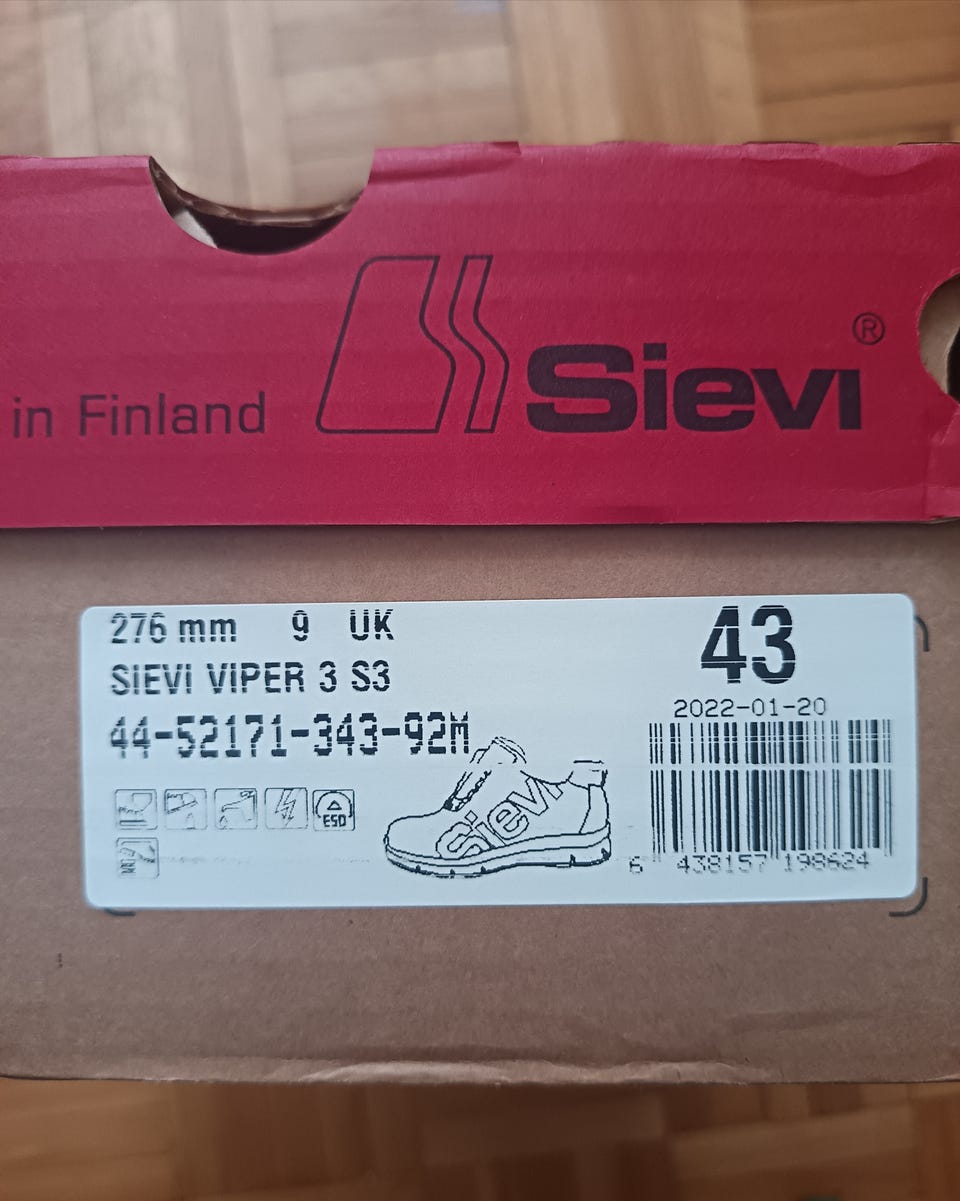 in Finland
Sievi®
276 mm 9 UK
43
SIEVI VIPER 3 S3
2022-01-20
44-52171-343-92M
ESD
Sievi
6 438157 198624